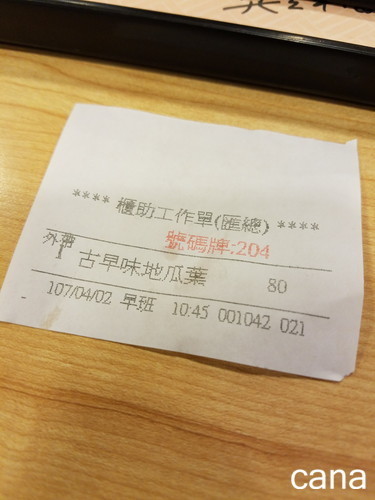 **** 櫃助工作單(匯總) ****
號碼牌:204
外帶
1 古早味地瓜葉 80
107/04/02 早班 10:45 001042 021
cana